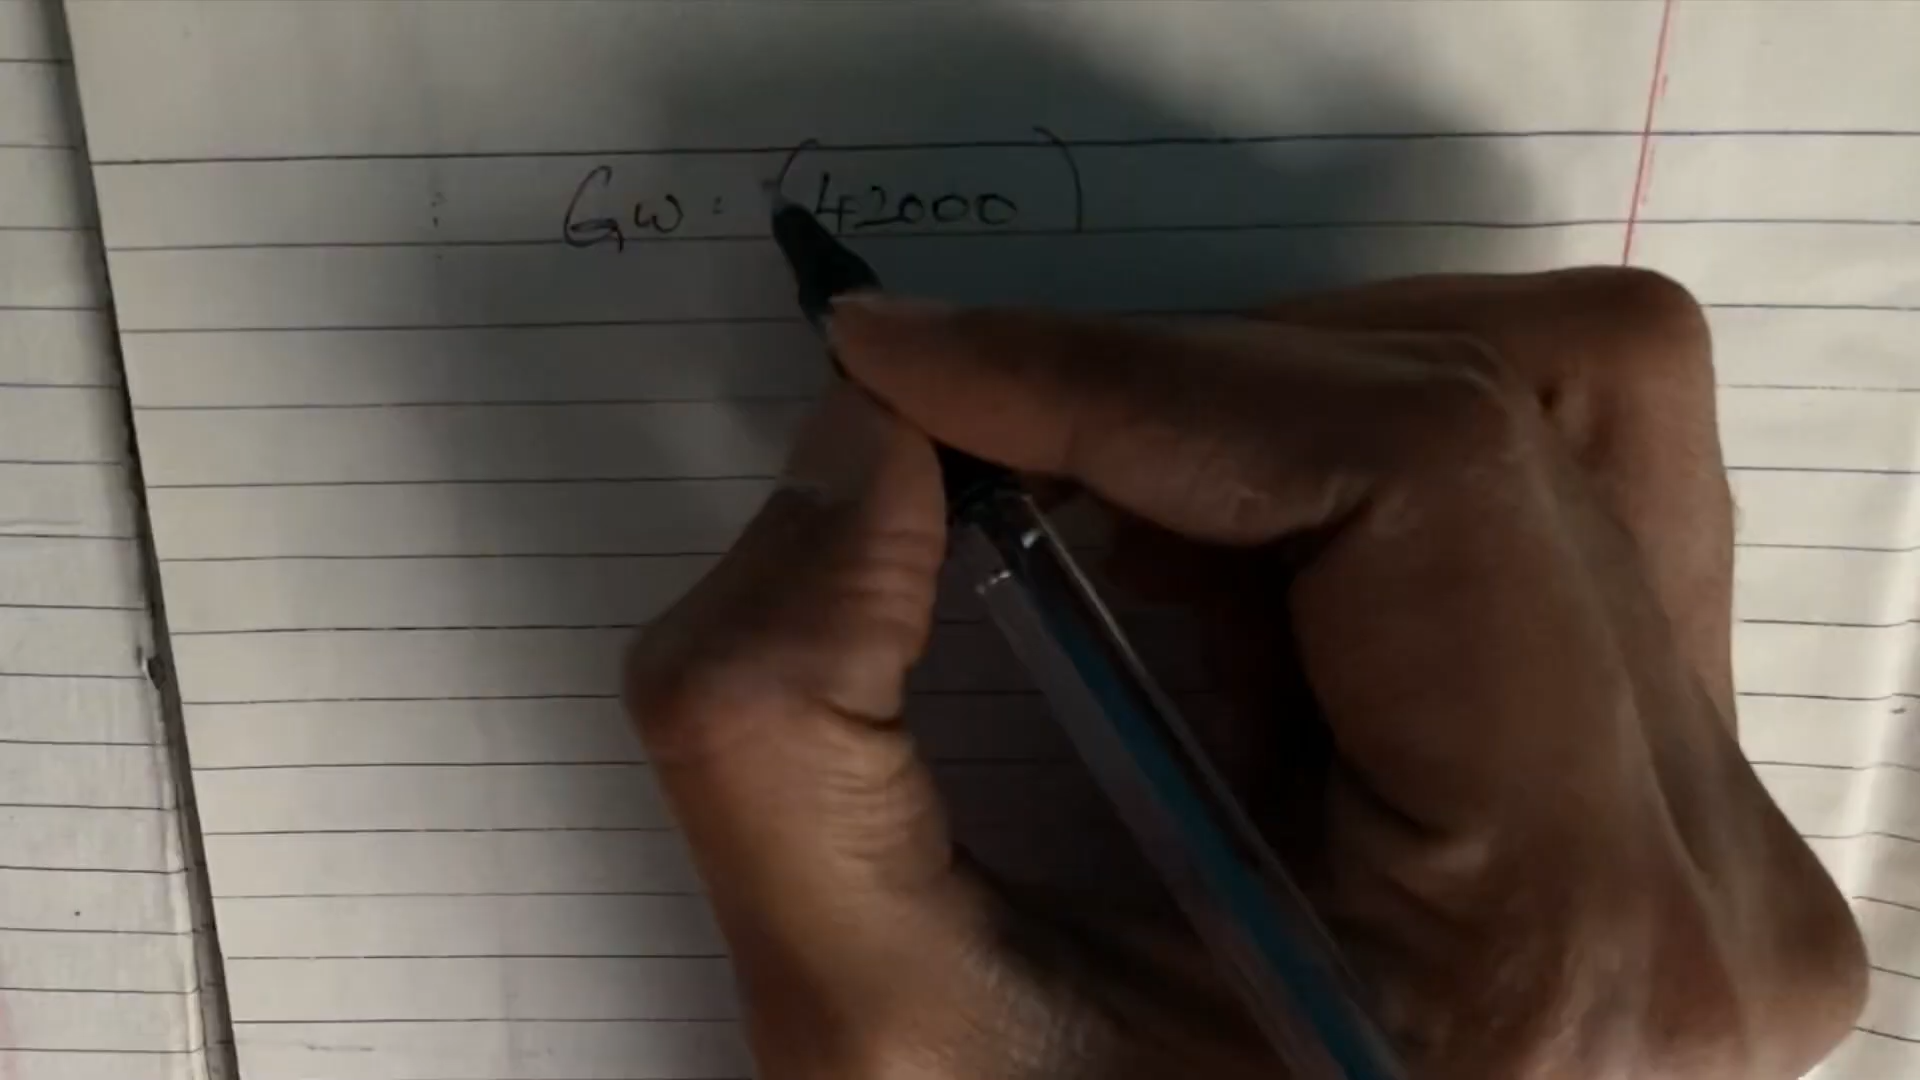 : Gw = (42000)